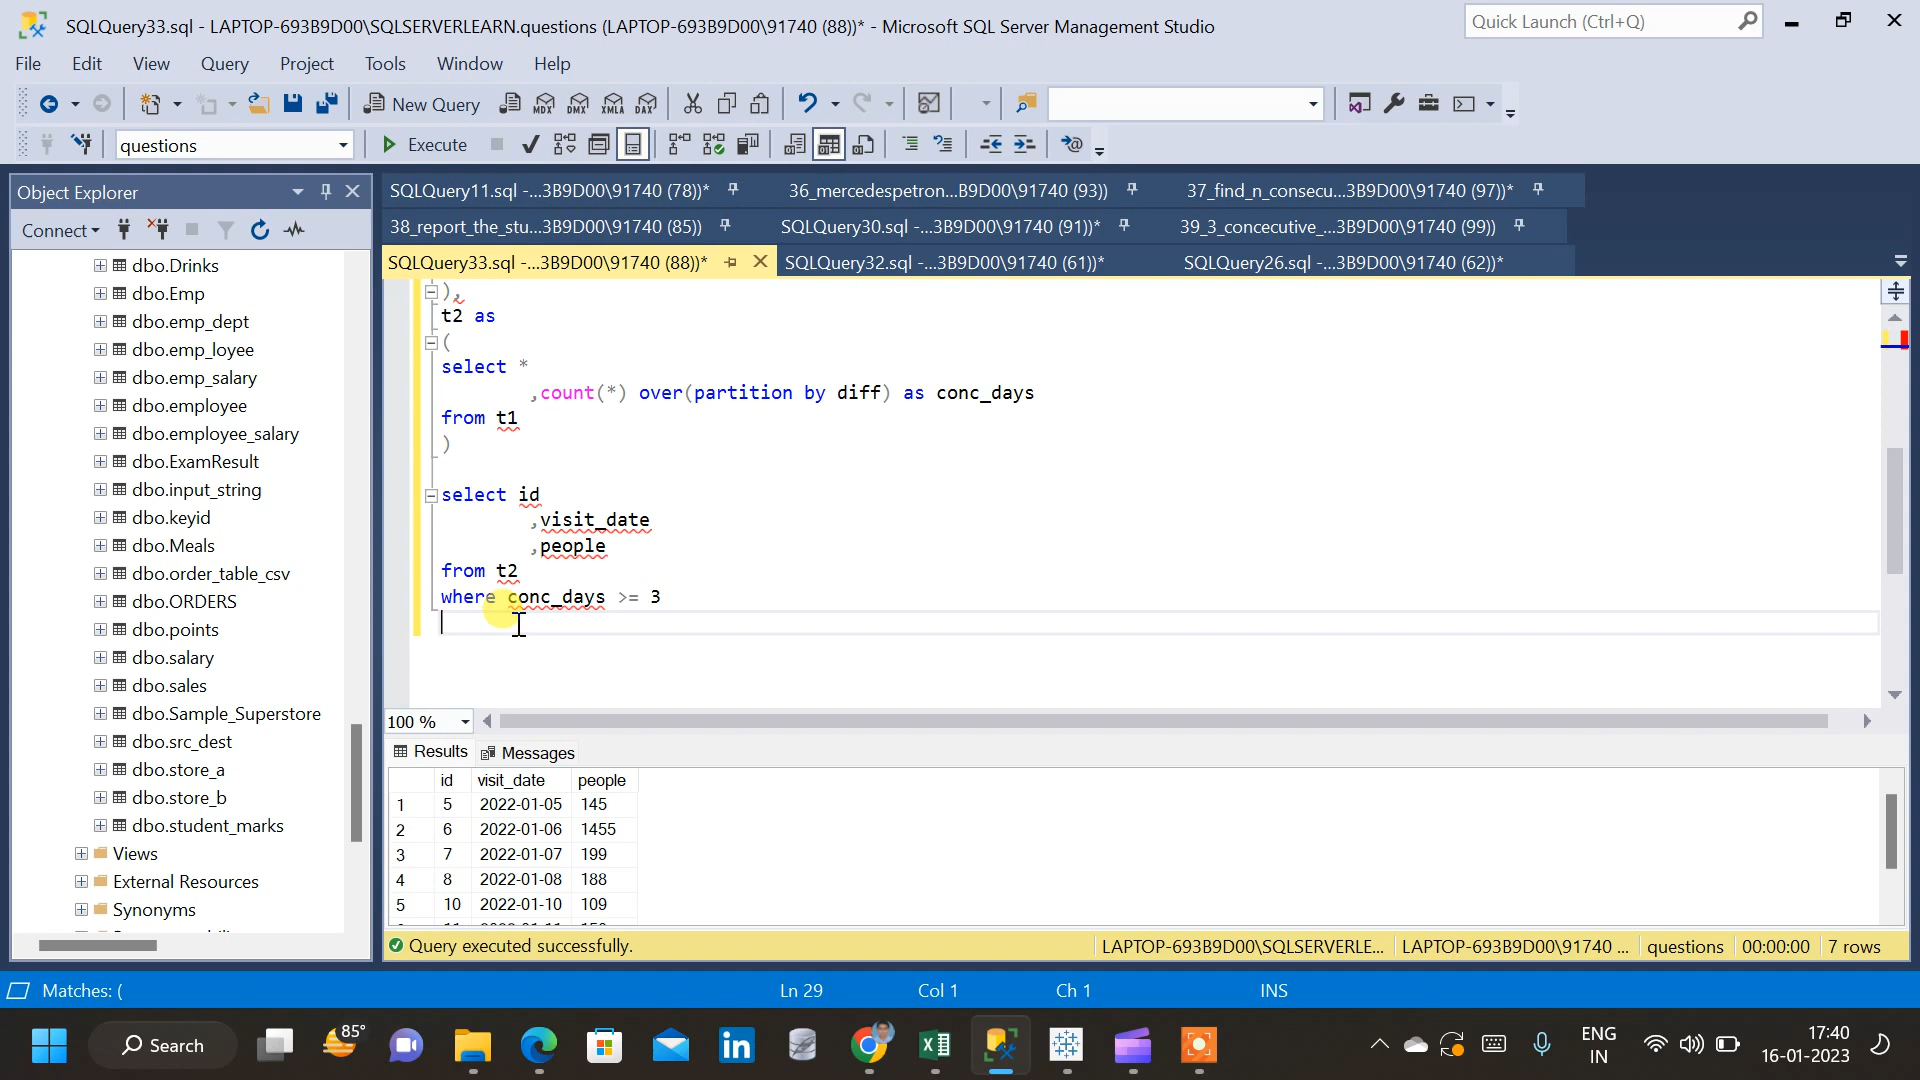 SQLQuery33.sql - LAPTOP-693B9D00\SQLSERVERLEARN.questions (LAPTOP-693B9D00\91740 (88))* - Microsoft SQL Server Management Studio
Quick Launch (Ctrl+Q)
File Edit View Query Project Tools Window Help
New Query MDX DMX XMLA DAX
questions Execute
Object Explorer
Connect
SQLQuery11.sql -...3B9D00\91740 (78))* 36_mercedespetron...B9D00\91740 (93)) 37_find_n_consecu...3B9D00\91740 (97))*
38_report_the_stu...3B9D00\91740 (85)) SQLQuery30.sql -...3B9D00\91740 (91))* 39_3_concecutive_...3B9D00\91740 (99))
SQLQuery33.sql -...3B9D00\91740 (88))* SQLQuery32.sql -...3B9D00\91740 (61))* SQLQuery26.sql -...3B9D00\91740 (62))*
dbo.Drinks
dbo.Emp
dbo.emp_dept
dbo.emp_loyee
dbo.emp_salary
dbo.employee
dbo.employee_salary
dbo.ExamResult
dbo.input_string
dbo.keyid
dbo.Meals
dbo.order_table_csv
dbo.ORDERS
dbo.points
dbo.salary
dbo.sales
dbo.Sample_Superstore
dbo.src_dest
dbo.store_a
dbo.store_b
dbo.student_marks
Views
External Resources
Synonyms
),
t2 as
(
select *
,count(*) over(partition by diff) as conc_days
from t1
)
select id
,visit_date
,people
from t2
where conc_days >= 3
100 %
Results Messages
id visit_date people
1 5 2022-01-05 145
2 6 2022-01-06 1455
3 7 2022-01-07 199
4 8 2022-01-08 188
5 10 2022-01-10 109
Query executed successfully. LAPTOP-693B9D00\SQLSERVERLE... LAPTOP-693B9D00\91740 ... questions 00:00:00 7 rows
Matches: ( Ln 29 Col 1 Ch 1 INS
Search 85° ENG
IN
17:40
16-01-2023